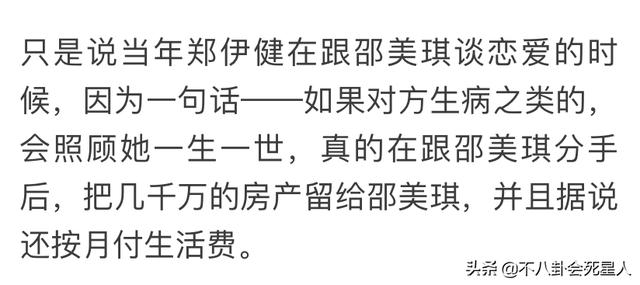 只是说当年郑伊健在跟邵美琪谈恋爱的时
候，因为一句话——如果对方生病之类的，
会照顾她一生一世，真的在跟邵美琪分手
后，把几千万的房产留给邵美琪，并且据说
还按月付生活费。
头条 @不八卦会死星人